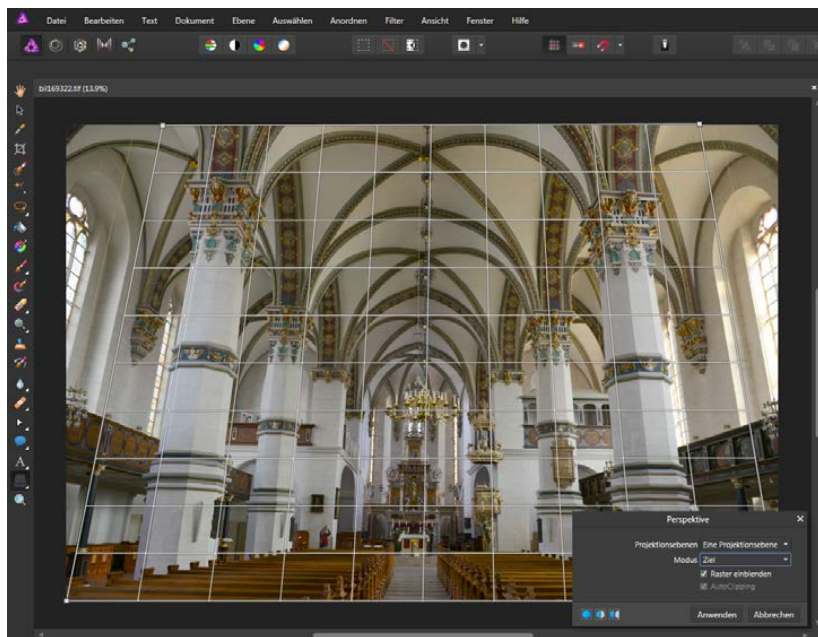 Datei Bearbeiten Text Dokument Ebene Auswählen Anordnen Filter Ansicht Fenster Hilfe
bil169322.tif (13.9%)
Perspektive
Projektionsebenen Eine Projektionsebene
Modus Ziel
Raster einblenden
AutoClipping
Anwenden Abbrechen